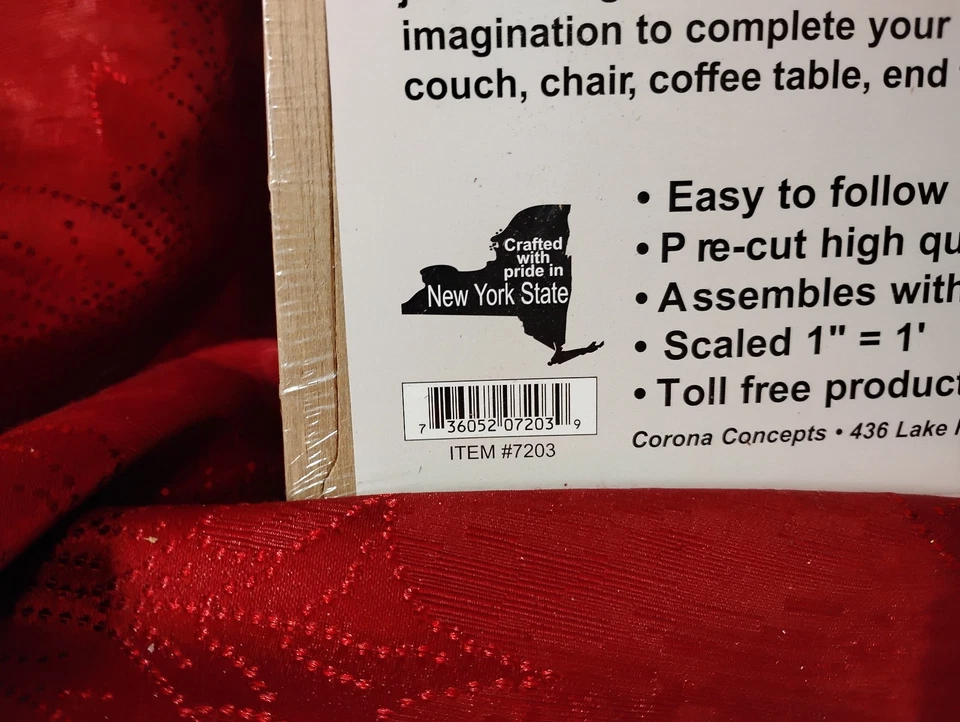 imagination to complete your
couch, chair, coffee table, end
Crafted
with
pride in
New York State
7 36052 07203 9
ITEM #7203
• Easy to follow
• P re-cut high qu
• Assembles with
• Scaled 1" = 1'
• Toll free product
Corona Concepts • 436 Lake